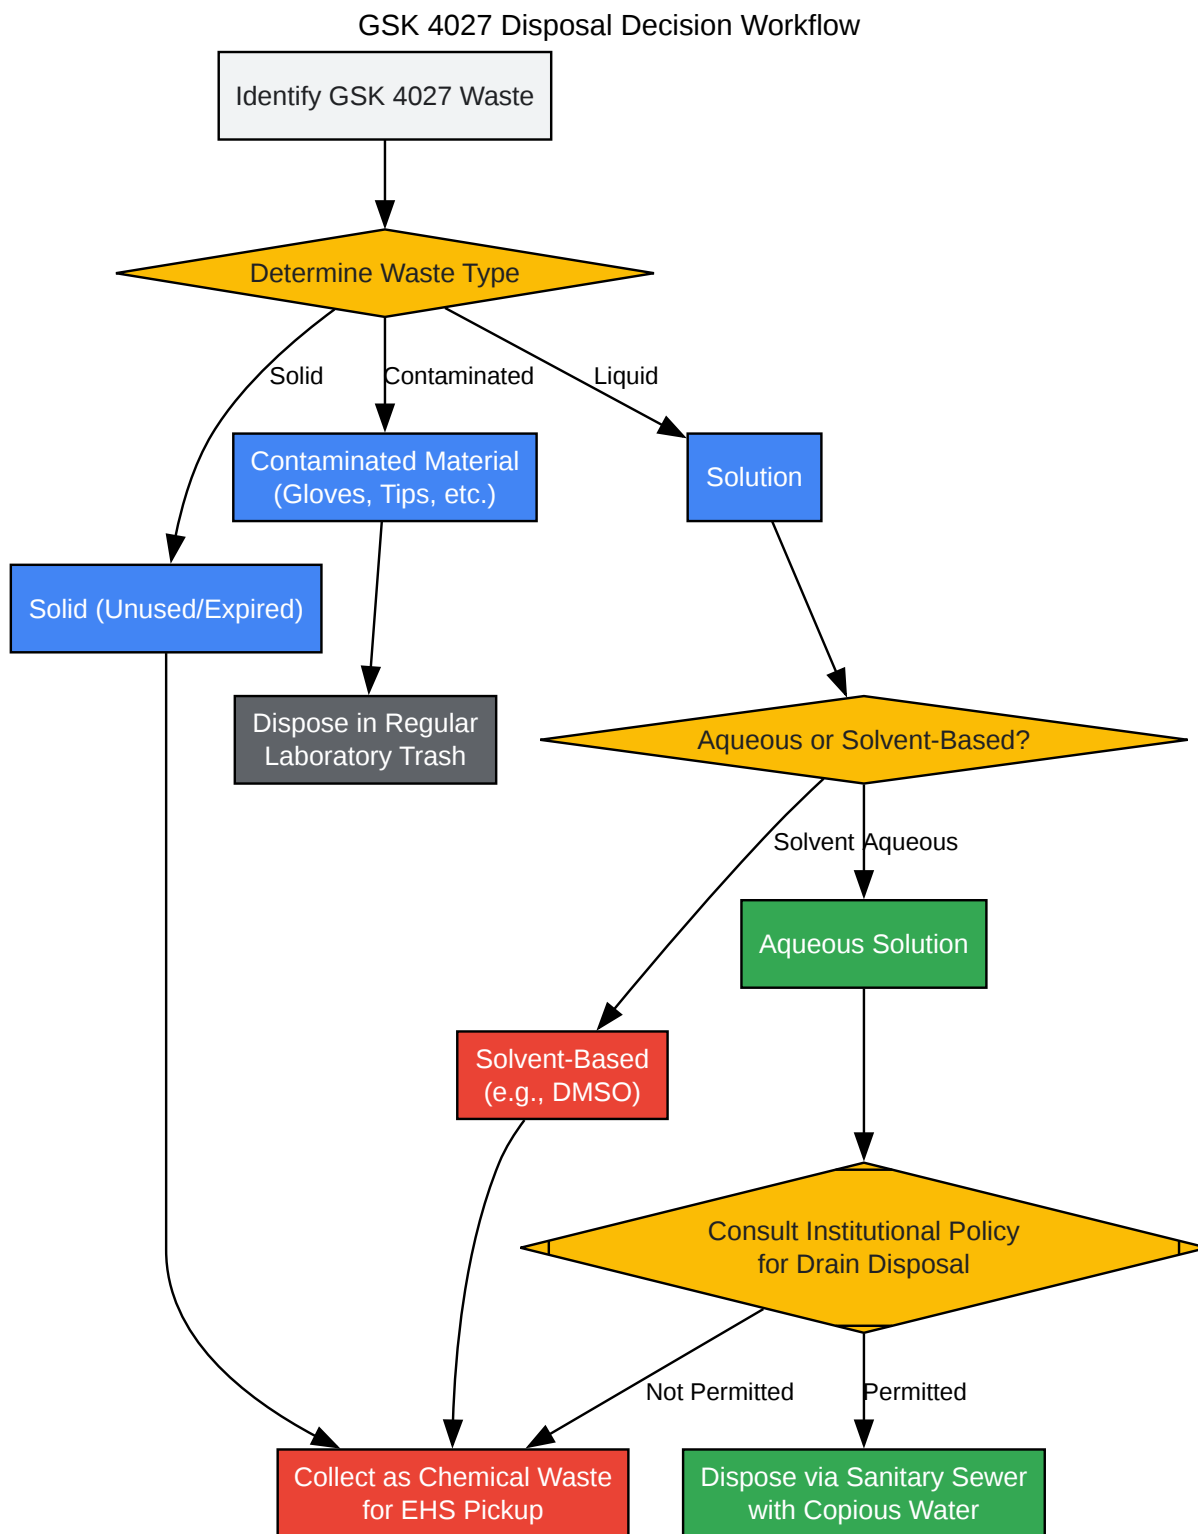 GSK 4027 Disposal Decision Workflow
Identify GSK 4027 Waste
Determine Waste Type
Solid
Contaminated
Liquid
Contaminated Material
(Gloves, Tips, etc.)
Solution
Solid (Unused/Expired)
Dispose in Regular
Laboratory Trash
Aqueous or Solvent-Based?
Solvent
Aqueous
Aqueous Solution
Solvent-Based
(e.g., DMSO)
Consult Institutional Policy
for Drain Disposal
Not Permitted
Permitted
Collect as Chemical Waste
for EHS Pickup
Dispose via Sanitary Sewer
with Copious Water